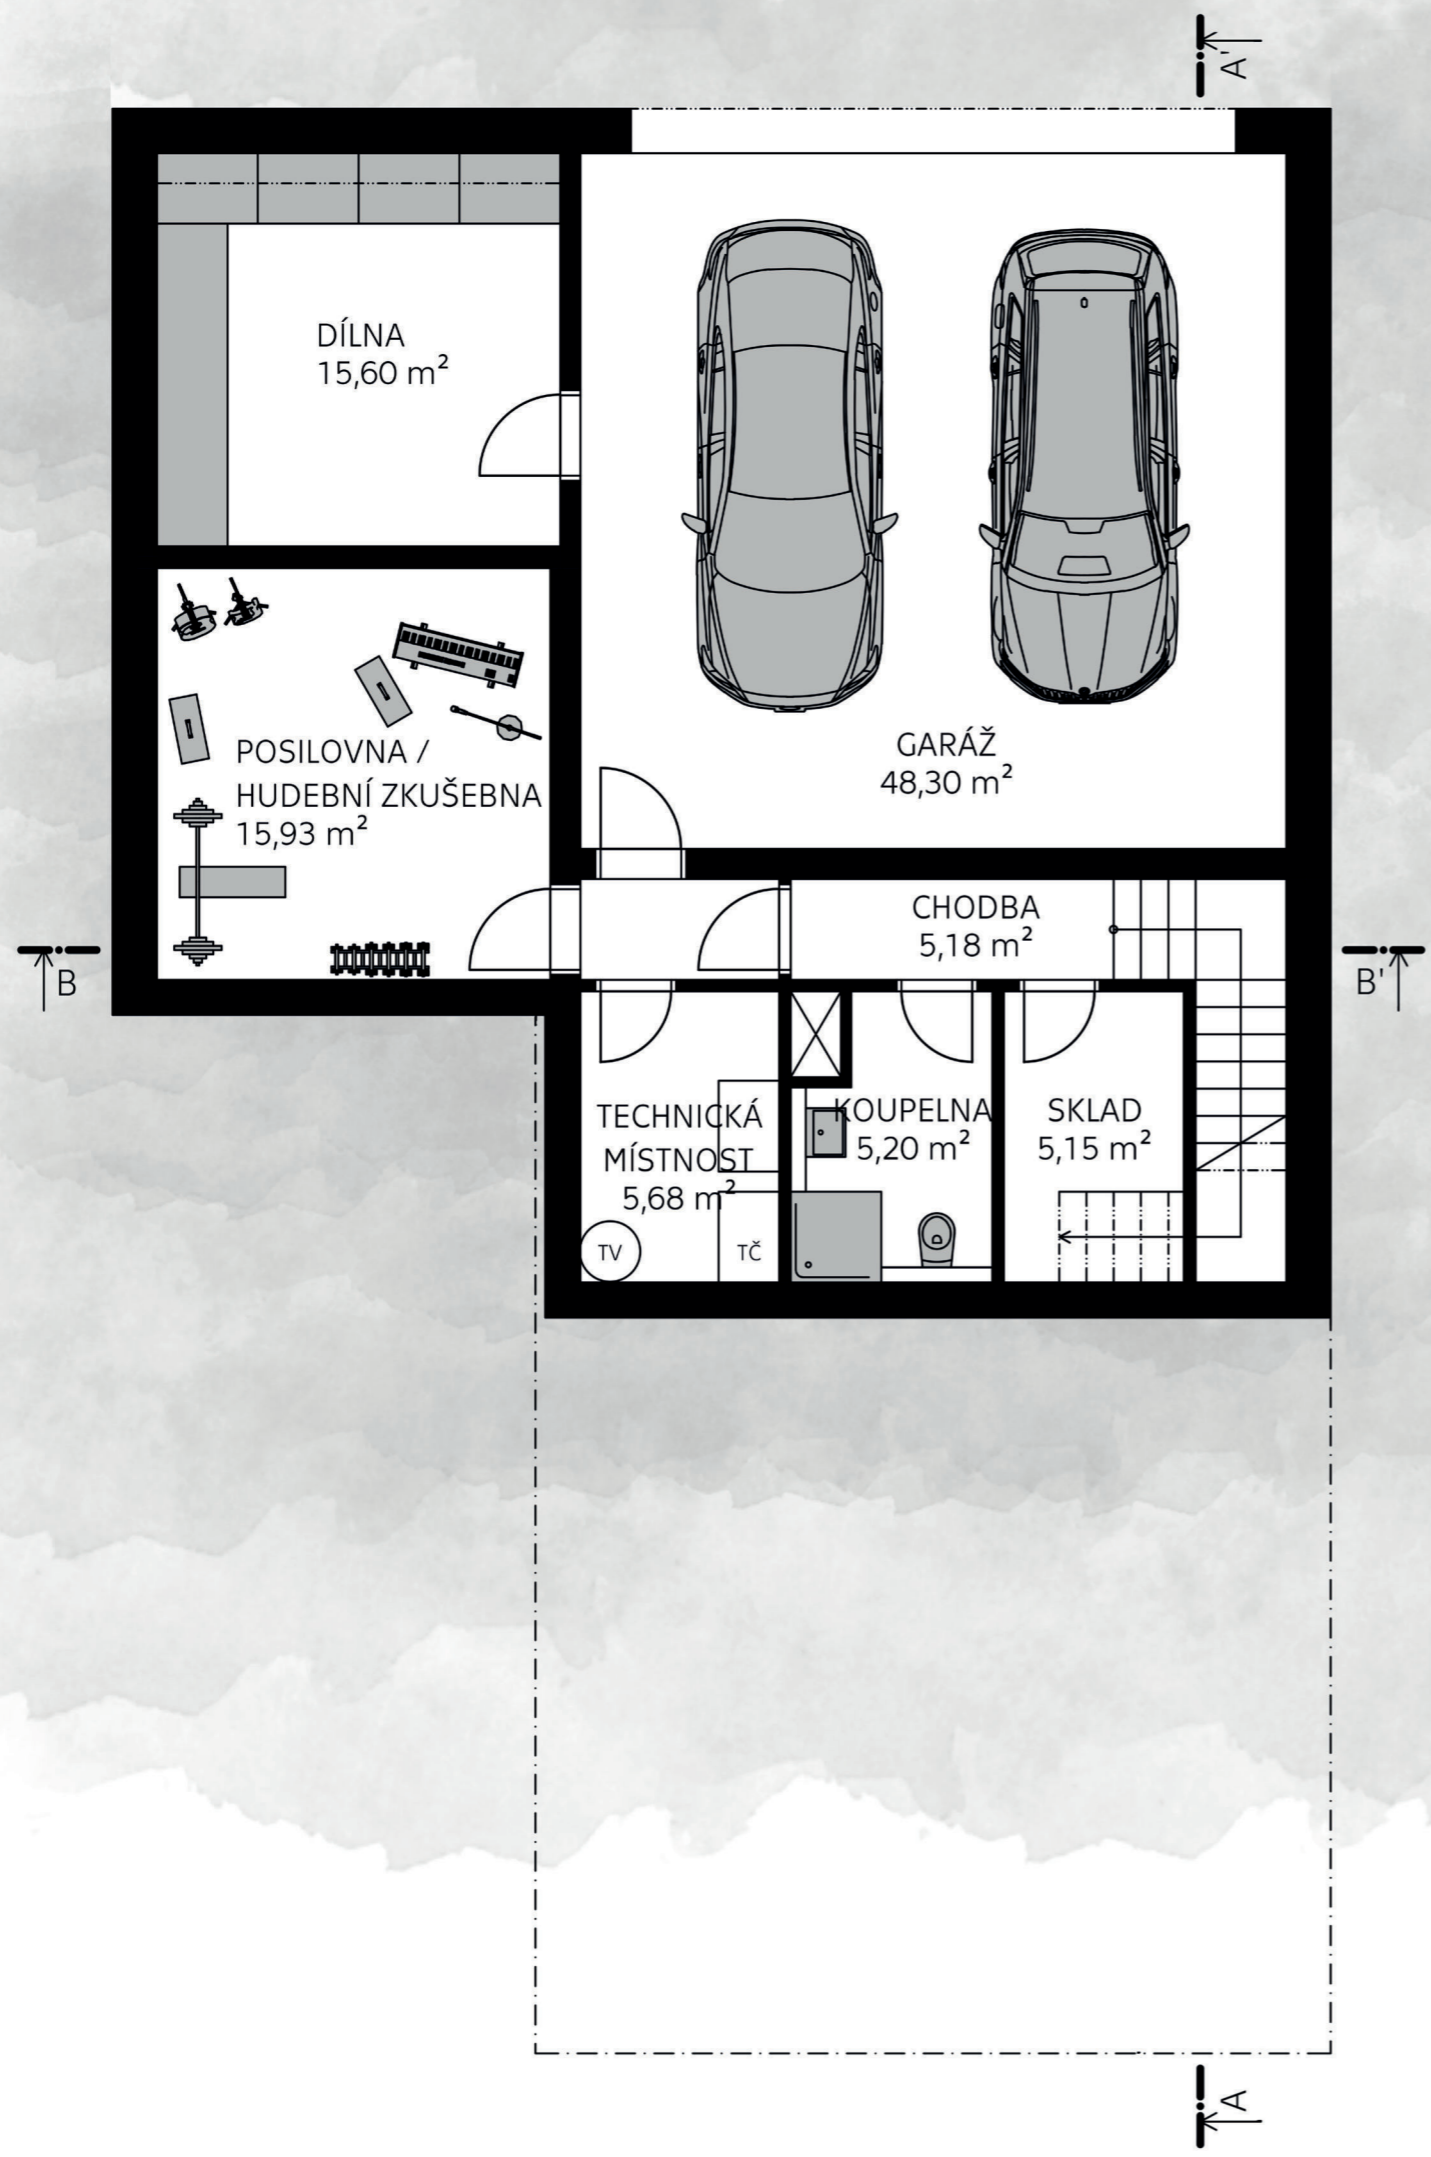 A'
DÍLNA
15,60 m²
POSILOVNA /
HUDEBNÍ ZKUŠEBNA
15,93 m²
GARÁŽ
48,30 m²
CHODBA
5,18 m²
B
B'
TECHNICKÁ
MÍSTNOST
5,68 m²
KOUPELNA
5,20 m²
SKLAD
5,15 m²
TV
TČ
A